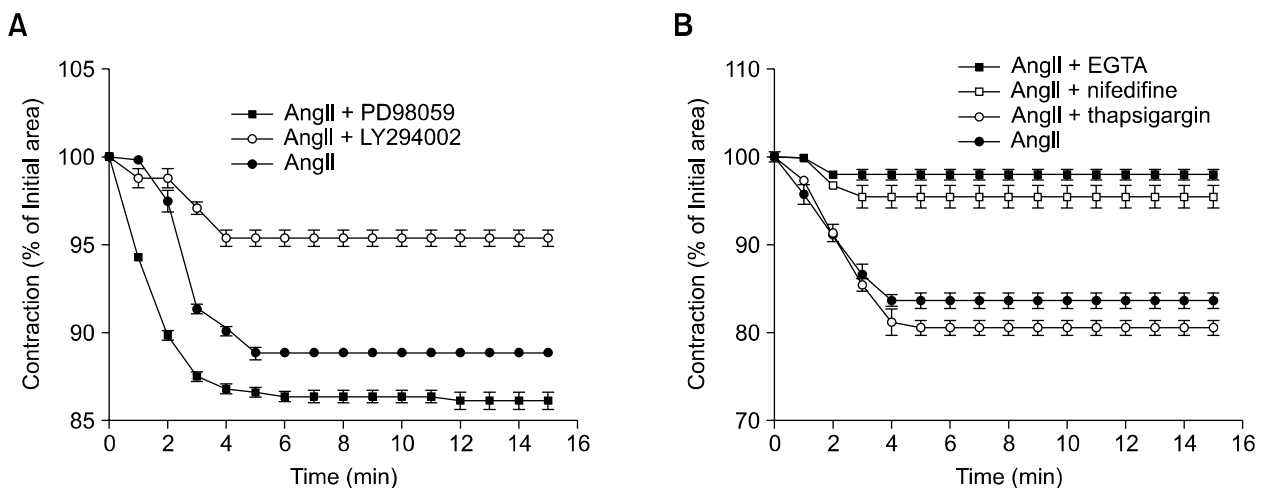 A
105
100
95
90
85
Contraction (% of Initial area)
AngII + PD98059
AngII + LY294002
AngII
0 2 4 6 8 10 12 14 16
Time (min)
B
110
100
90
80
70
Contraction (% of Initial area)
AngII + EGTA
AngII + nifedifine
AngII + thapsigargin
AngII
0 2 4 6 8 10 12 14 16
Time (min)